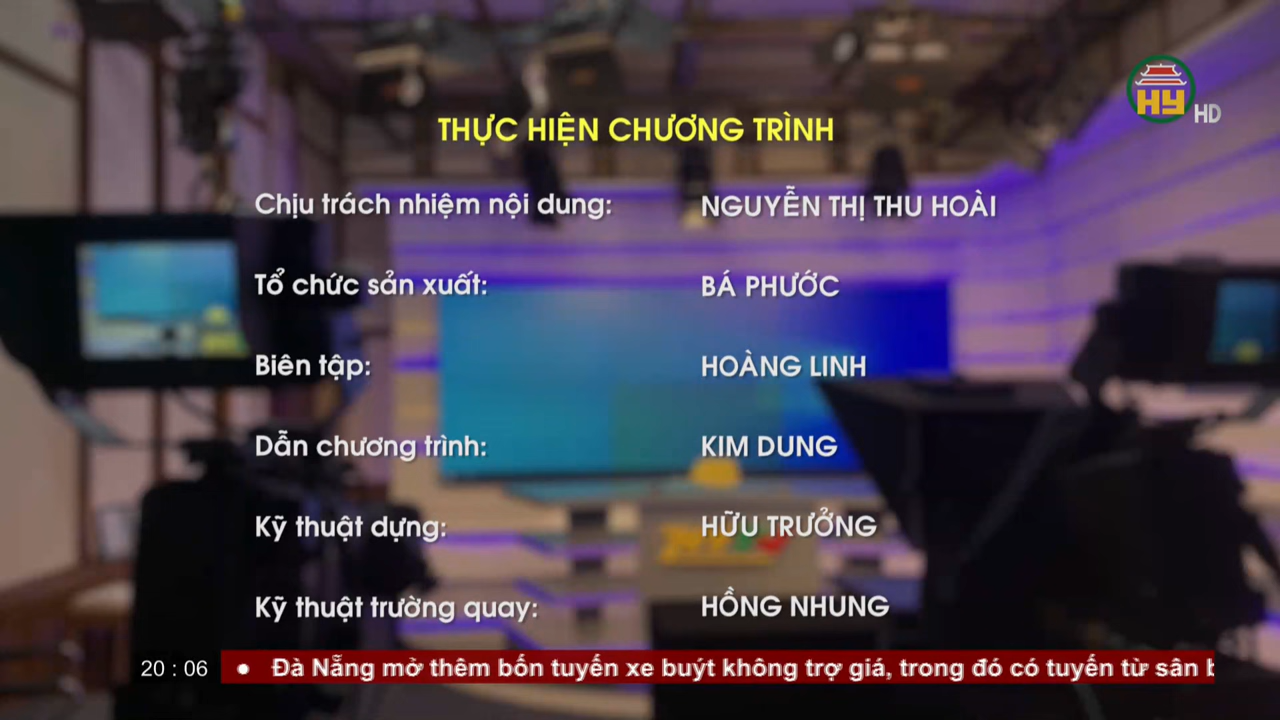 HY HD
THỰC HIỆN CHƯƠNG TRÌNH
Chịu trách nhiệm nội dung: NGUYỄN THỊ THU HOÀI
Tổ chức sản xuất: BÁ PHƯỚC
Biên tập: HOÀNG LINH
Dẫn chương trình: KIM DUNG
Kỹ thuật dựng: HỮU TRƯỞNG
Kỹ thuật trường quay: HỒNG NHUNG
20 : 06 • Đà Nẵng mở thêm bốn tuyến xe buýt không trợ giá, trong đó có tuyến từ sân